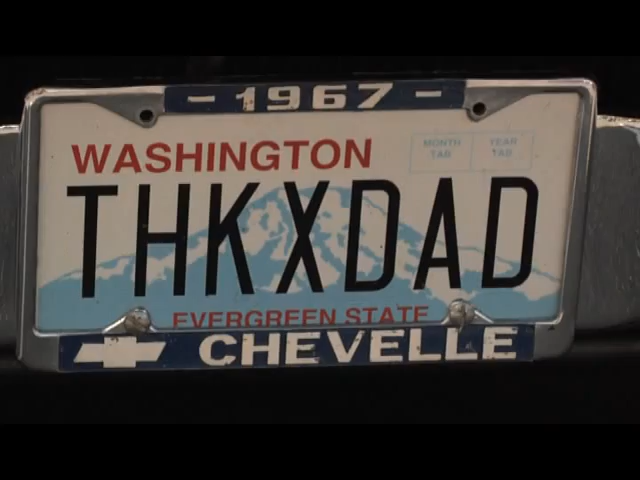 - 1967 -
WASHINGTON
MONTH TAB
YEAR TAB
THKXDAD
EVERGREEN STATE
CHEVELLE